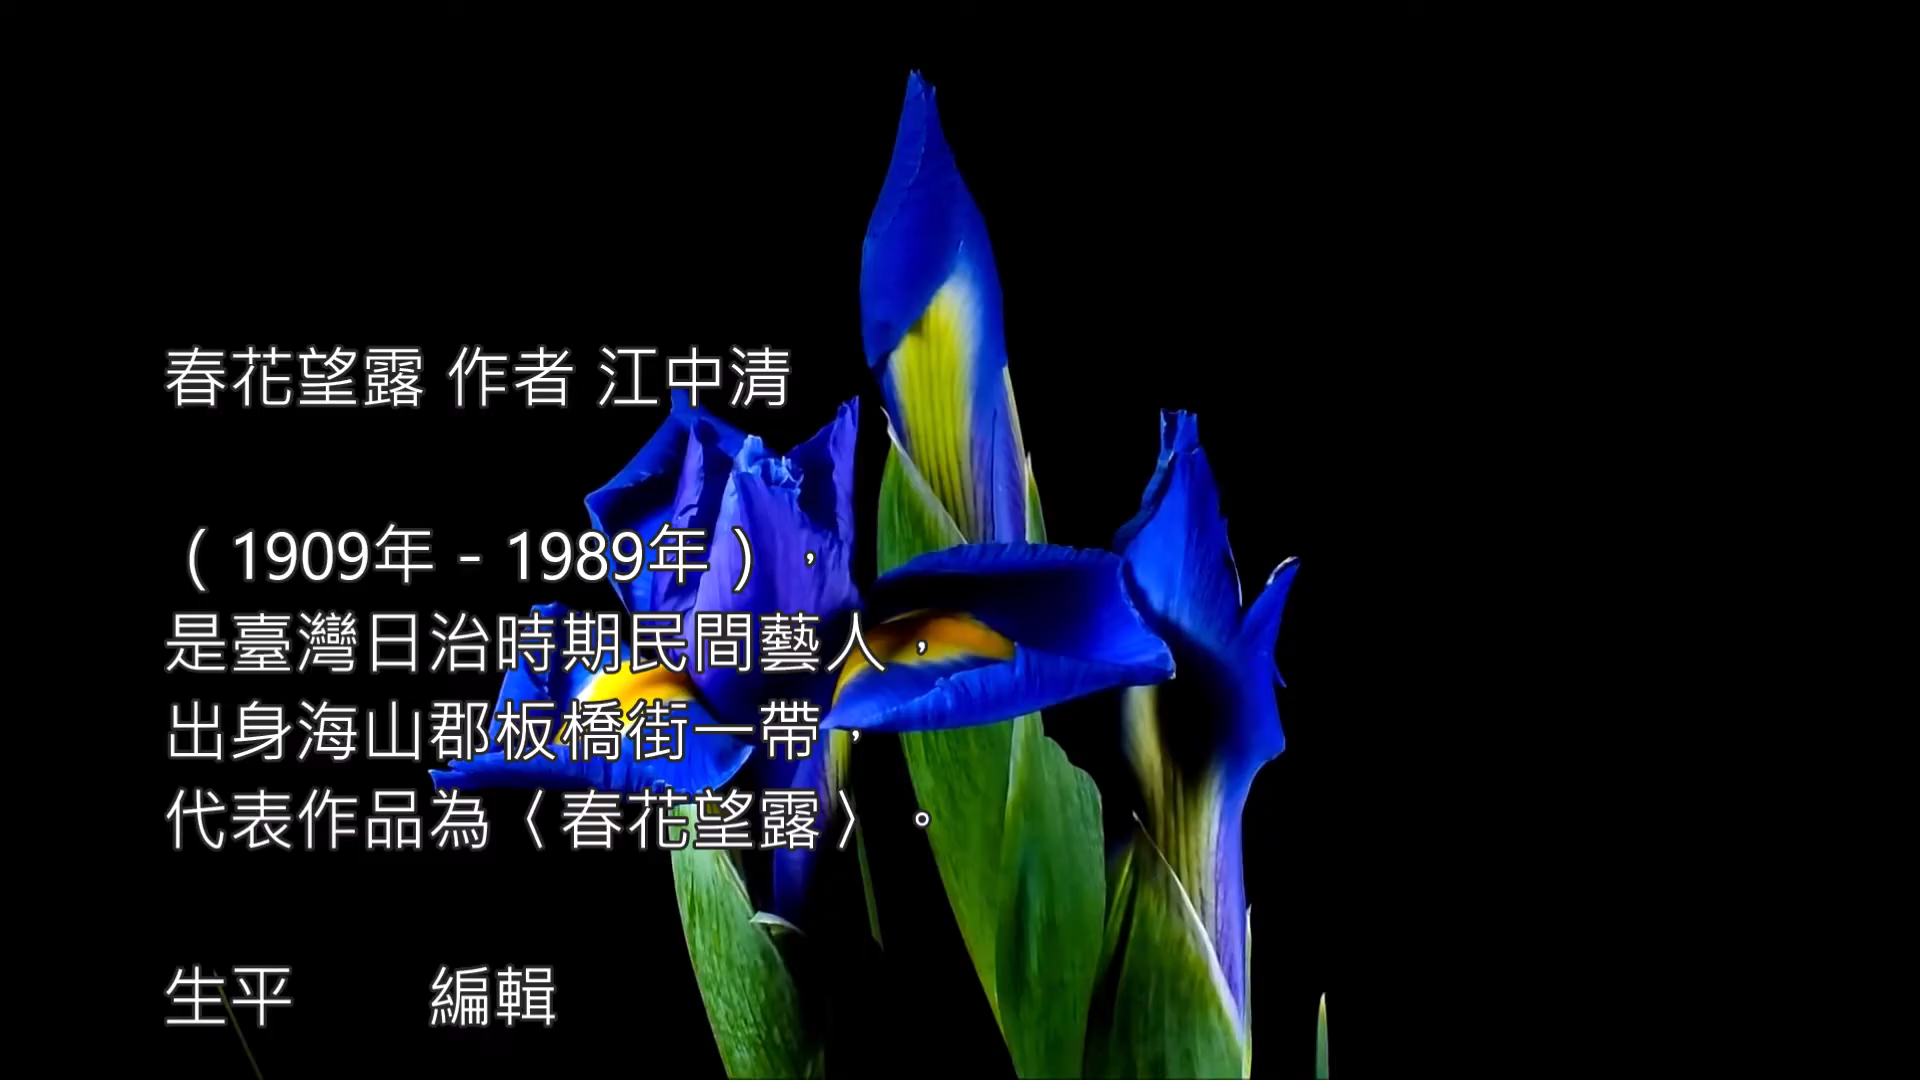 春花望露 作者 江中清
（1909年－1989年），
是臺灣日治時期民間藝人，
出身海山郡板橋街一帶，
代表作品為〈春花望露〉。
生平　　編輯